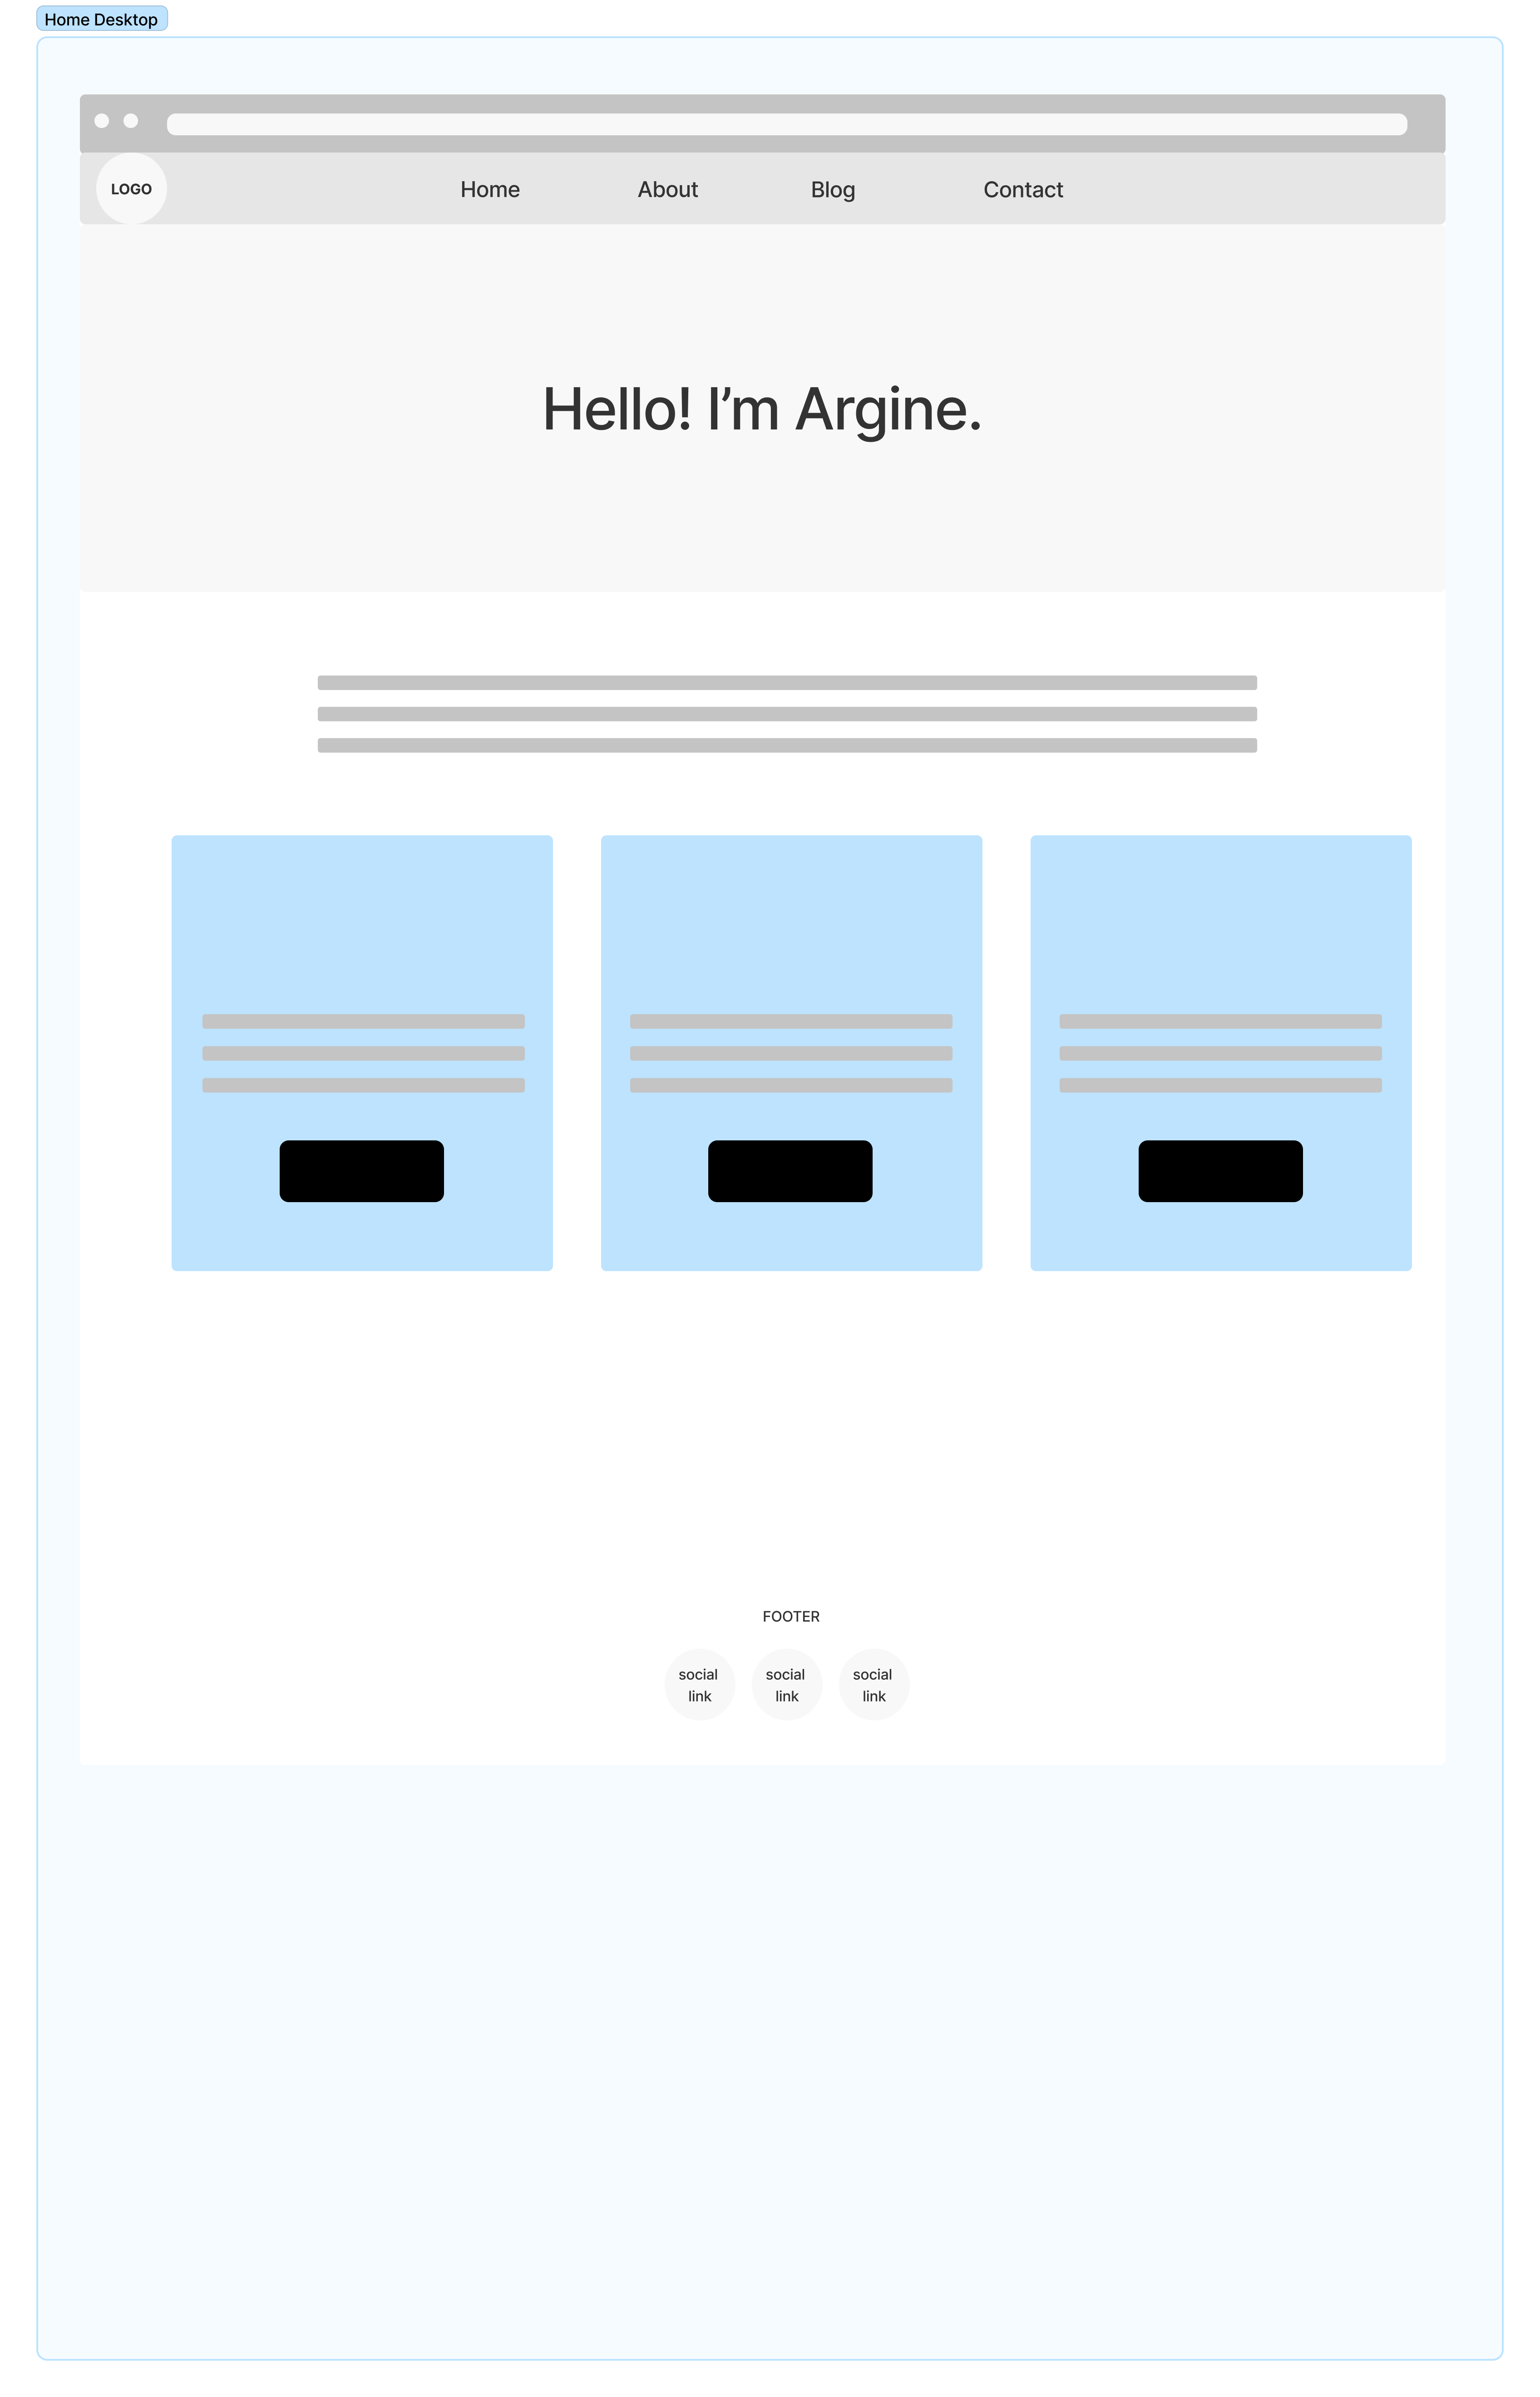 Home Desktop
LOGO
Home About Blog Contact
Hello! I’m Argine.
FOOTER
social
link
social
link
social
link